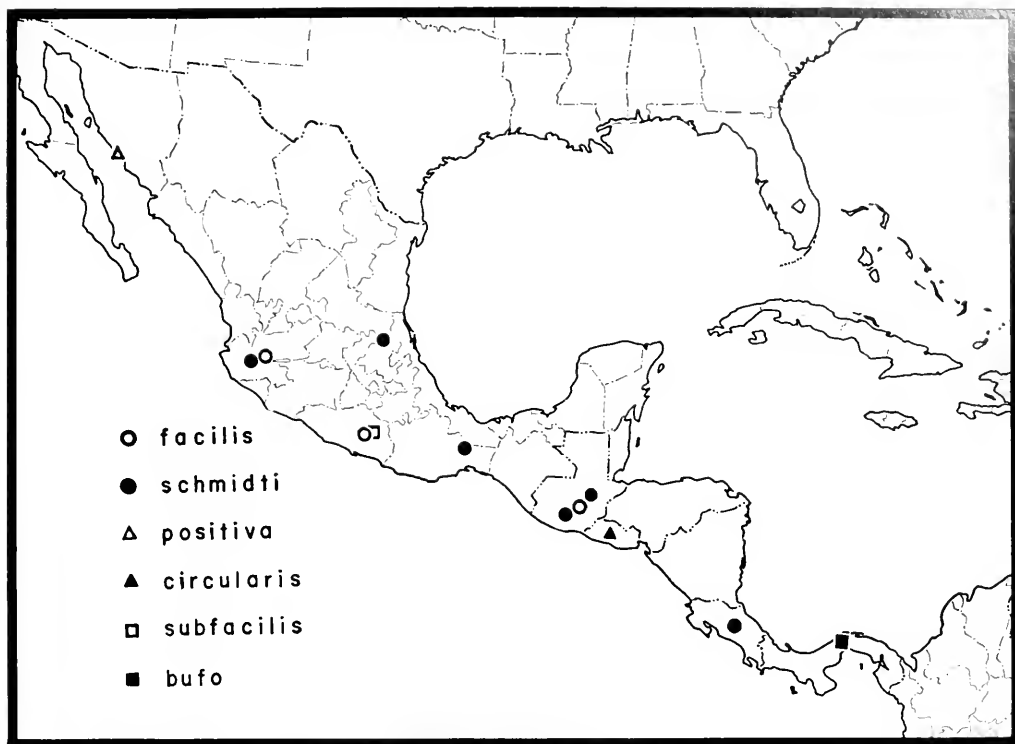 facilis
schmidti
positiva
circularis
subfacilis
bufo